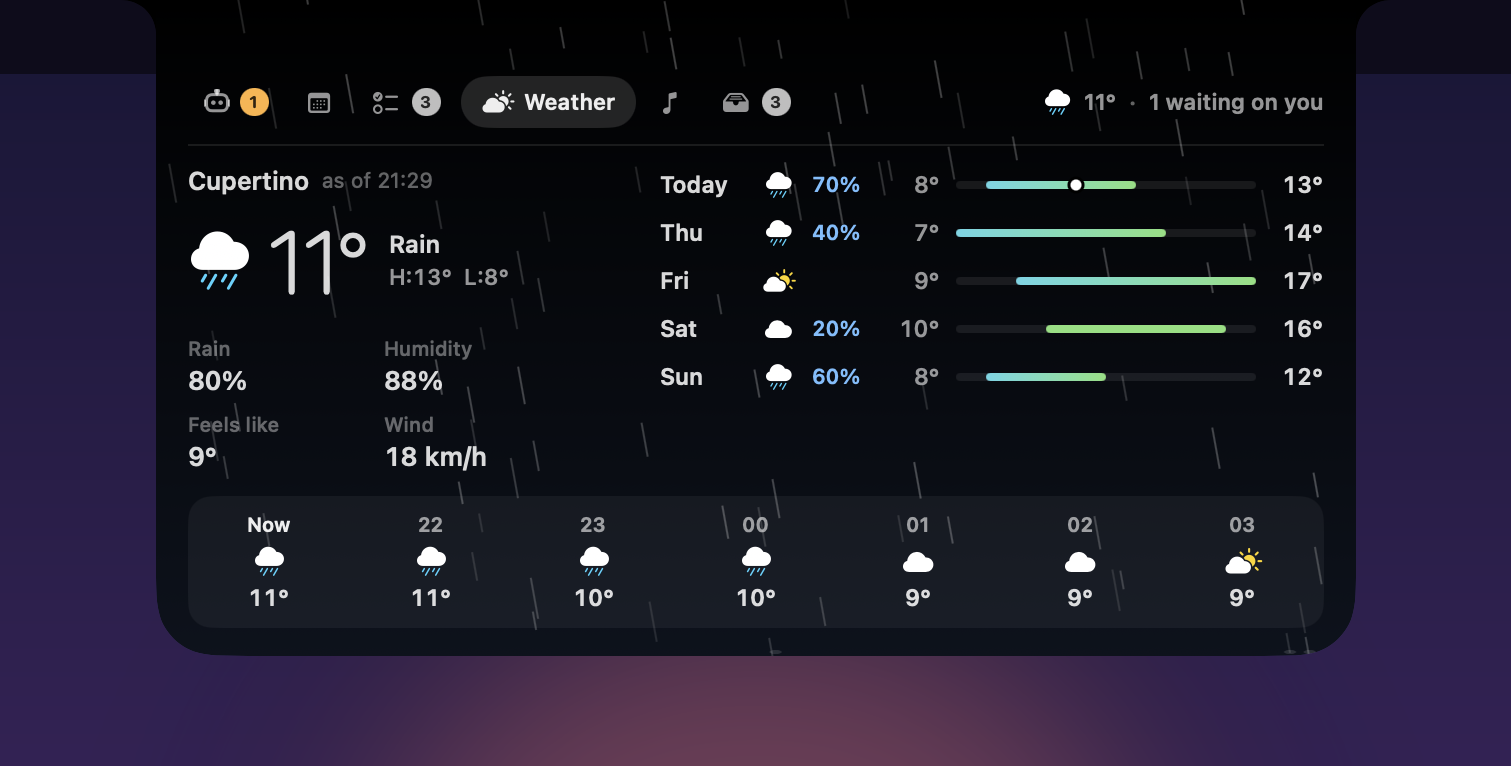 1 3 Weather 3 11° · 1 waiting on you
Cupertino as of 21:29
11° Rain
H:13° L:8°
Rain Humidity
80% 88%
Feels like Wind
9° 18 km/h
Today 70% 8° 13°
Thu 40% 7° 14°
Fri 9° 17°
Sat 20% 10° 16°
Sun 60% 8° 12°
Now 22 23 00 01 02 03
11° 11° 10° 10° 9° 9° 9°